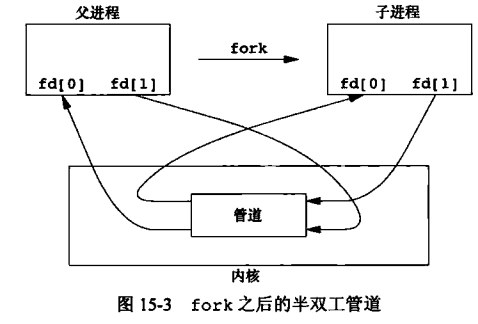 父进程
子进程
fork
fd[0] fd[1]
fd[0] fd[1]
管道
内核
图 15-3 fork 之后的半双工管道